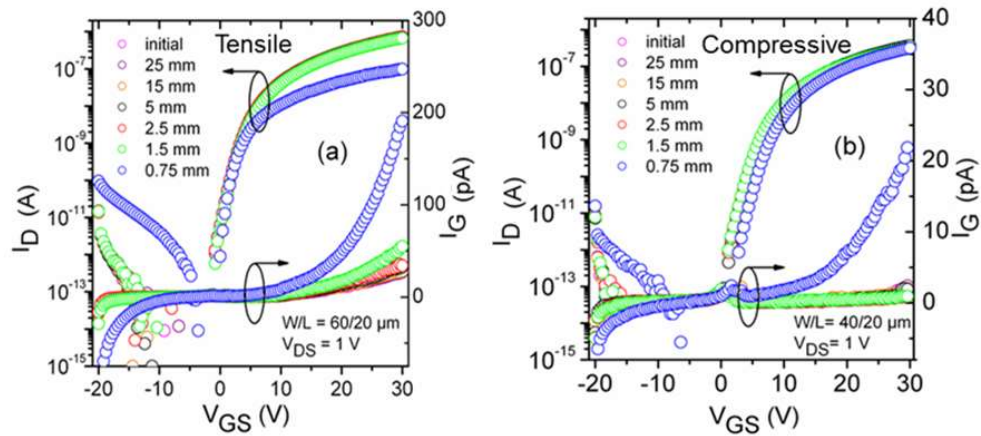 Tensile
initial
25 mm
15 mm
5 mm
2.5 mm
1.5 mm
0.75 mm
(a)
W/L = 60/20 µm
V_DS = 1 V
10⁻⁷
10⁻⁹
10⁻¹¹
10⁻¹³
10⁻¹⁵
I_D (A)
300
200
100
0
I_G (pA)
-20 -10 0 10 20 30
V_GS (V)
Compressive
initial
25 mm
15 mm
5 mm
2.5 mm
1.5 mm
0.75 mm
(b)
W/L= 40/20 µm
V_DS= 1 V
10⁻⁷
10⁻⁹
10⁻¹¹
10⁻¹³
10⁻¹⁵
I_D (A)
40
30
20
10
0
I_G (pA)
-20 -10 0 10 20 30
V_GS (V)